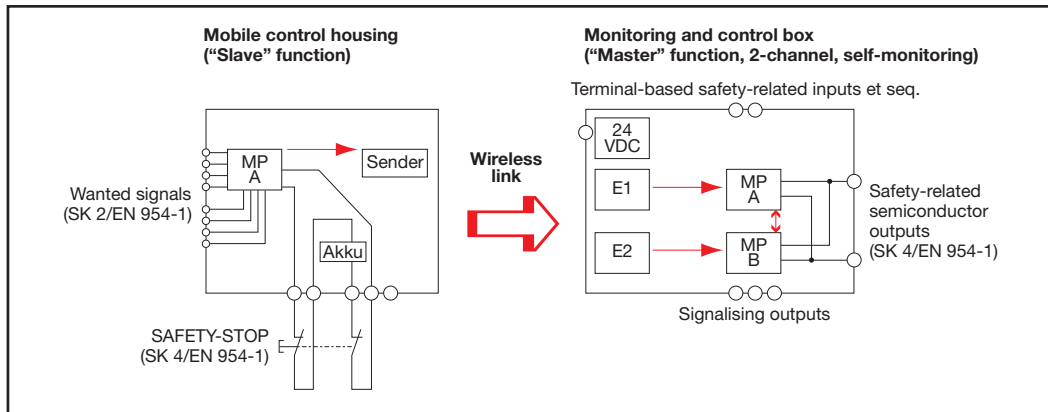 Mobile control housing
(“Slave” function)
MP
A
Sender
Wanted signals
(SK 2/EN 954-1)
Akku
SAFETY-STOP
(SK 4/EN 954-1)
Wireless
link
Monitoring and control box
(“Master” function, 2-channel, self-monitoring)
Terminal-based safety-related inputs et seq.
24
VDC
E1
MP
A
E2
MP
B
Safety-related
semiconductor
outputs
(SK 4/EN 954-1)
Signalising outputs